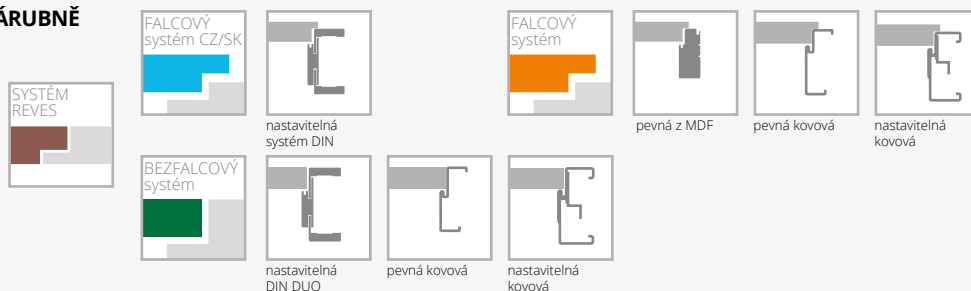 ÁRUBNĚ
SYSTÉM
REVES
FALCOVÝ
systém CZ/SK
nastavitelná
systém DIN
FALCOVÝ
systém
pevná z MDF
pevná kovová
nastavitelná
kovová
BEZFALCOVÝ
systém
nastavitelná
DIN DUO
pevná kovová
nastavitelná
kovová